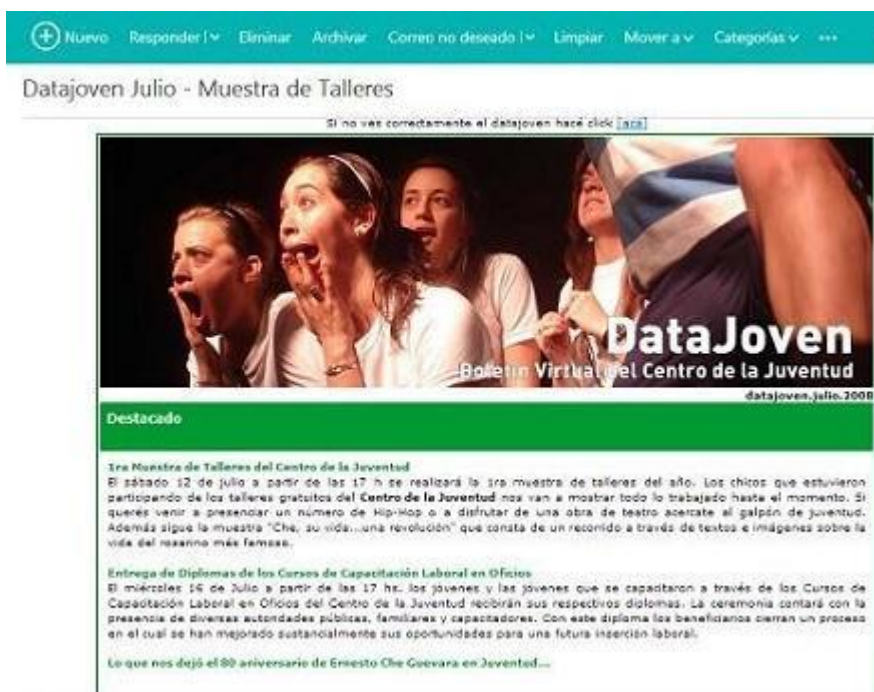 Nuevo Responder Eliminar Archivar Correo no deseado Limpiar Mover a Categorías ...
Datajoven Julio - Muestra de Talleres
Si no ves correctamente el datajoven hacé click [acá]
DataJoven
Boletín Virtual del Centro de la Juventud
datajoven.julio.2008
Destacado
1ra Muestra de Talleres del Centro de la Juventud
El sábado 12 de julio a partir de las 17 h se realizará la 1ra muestra de talleres del año. Los chicos que estuvieron
participando de los talleres gratuitos del Centro de la Juventud nos van a mostrar todo lo trabajado hasta el momento. Si
querés venir a presenciar un número de Hip-Hop o a disfrutar de una obra de teatro acercate al galpón de juventud.
Además sigue la muestra "Che, su vida...una revolución" que consta de un recorrido a través de textos e imágenes sobre la
vida del rosarino más famoso.
Entrega de Diplomas de los Cursos de Capacitación Laboral en Oficios
El miércoles 16 de Julio a partir de las 17 hs. los jóvenes y las jóvenes que se capacitaron a través de los Cursos de
Capacitación Laboral en Oficios del Centro de la Juventud recibirán sus respectivos diplomas. La ceremonia contará con la
presencia de diversas autoridades públicas, familiares y capacitadores. Con este diploma los beneficiarios cierran un proceso
en el cual se han mejorado sustancialmente sus oportunidades para una futura inserción laboral.
Lo que nos dejó el 80 aniversario de Ernesto Che Guevara en Juventud...